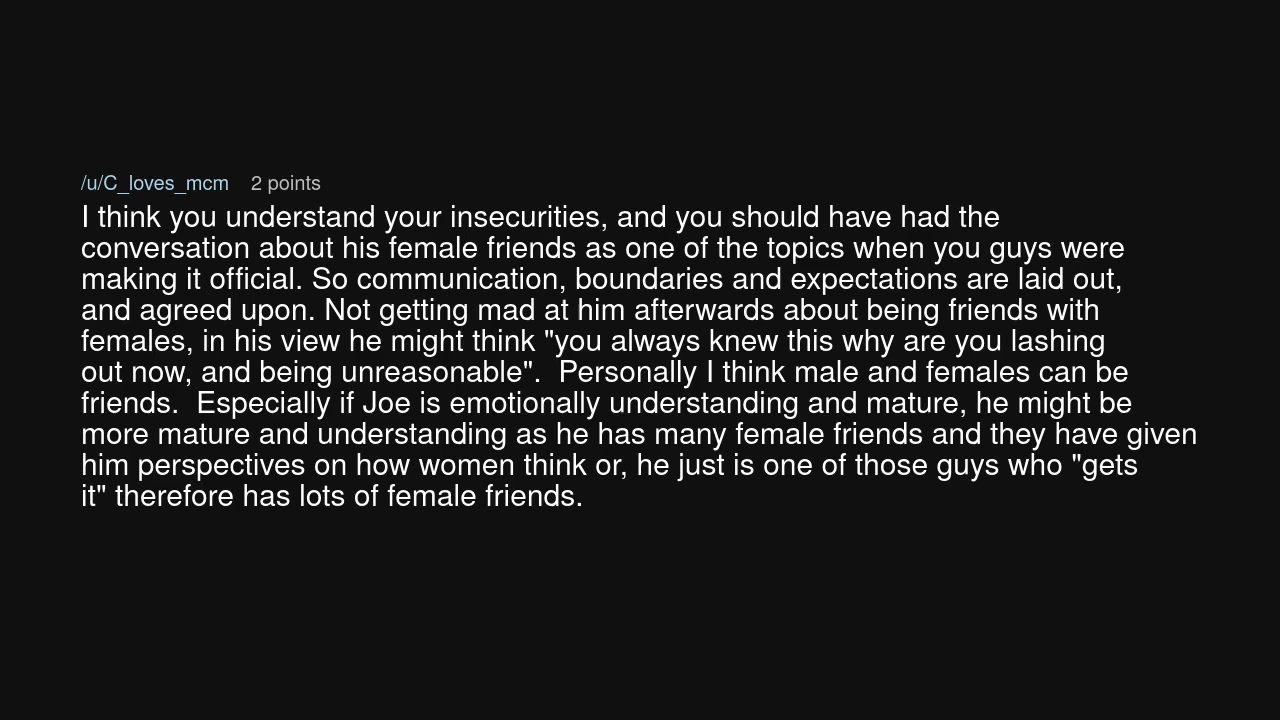 /u/C_loves_mcm 2 points
I think you understand your insecurities, and you should have had the
conversation about his female friends as one of the topics when you guys were
making it official. So communication, boundaries and expectations are laid out,
and agreed upon. Not getting mad at him afterwards about being friends with
females, in his view he might think "you always knew this why are you lashing
out now, and being unreasonable".  Personally I think male and females can be
friends.  Especially if Joe is emotionally understanding and mature, he might be
more mature and understanding as he has many female friends and they have given
him perspectives on how women think or, he just is one of those guys who "gets
it" therefore has lots of female friends.